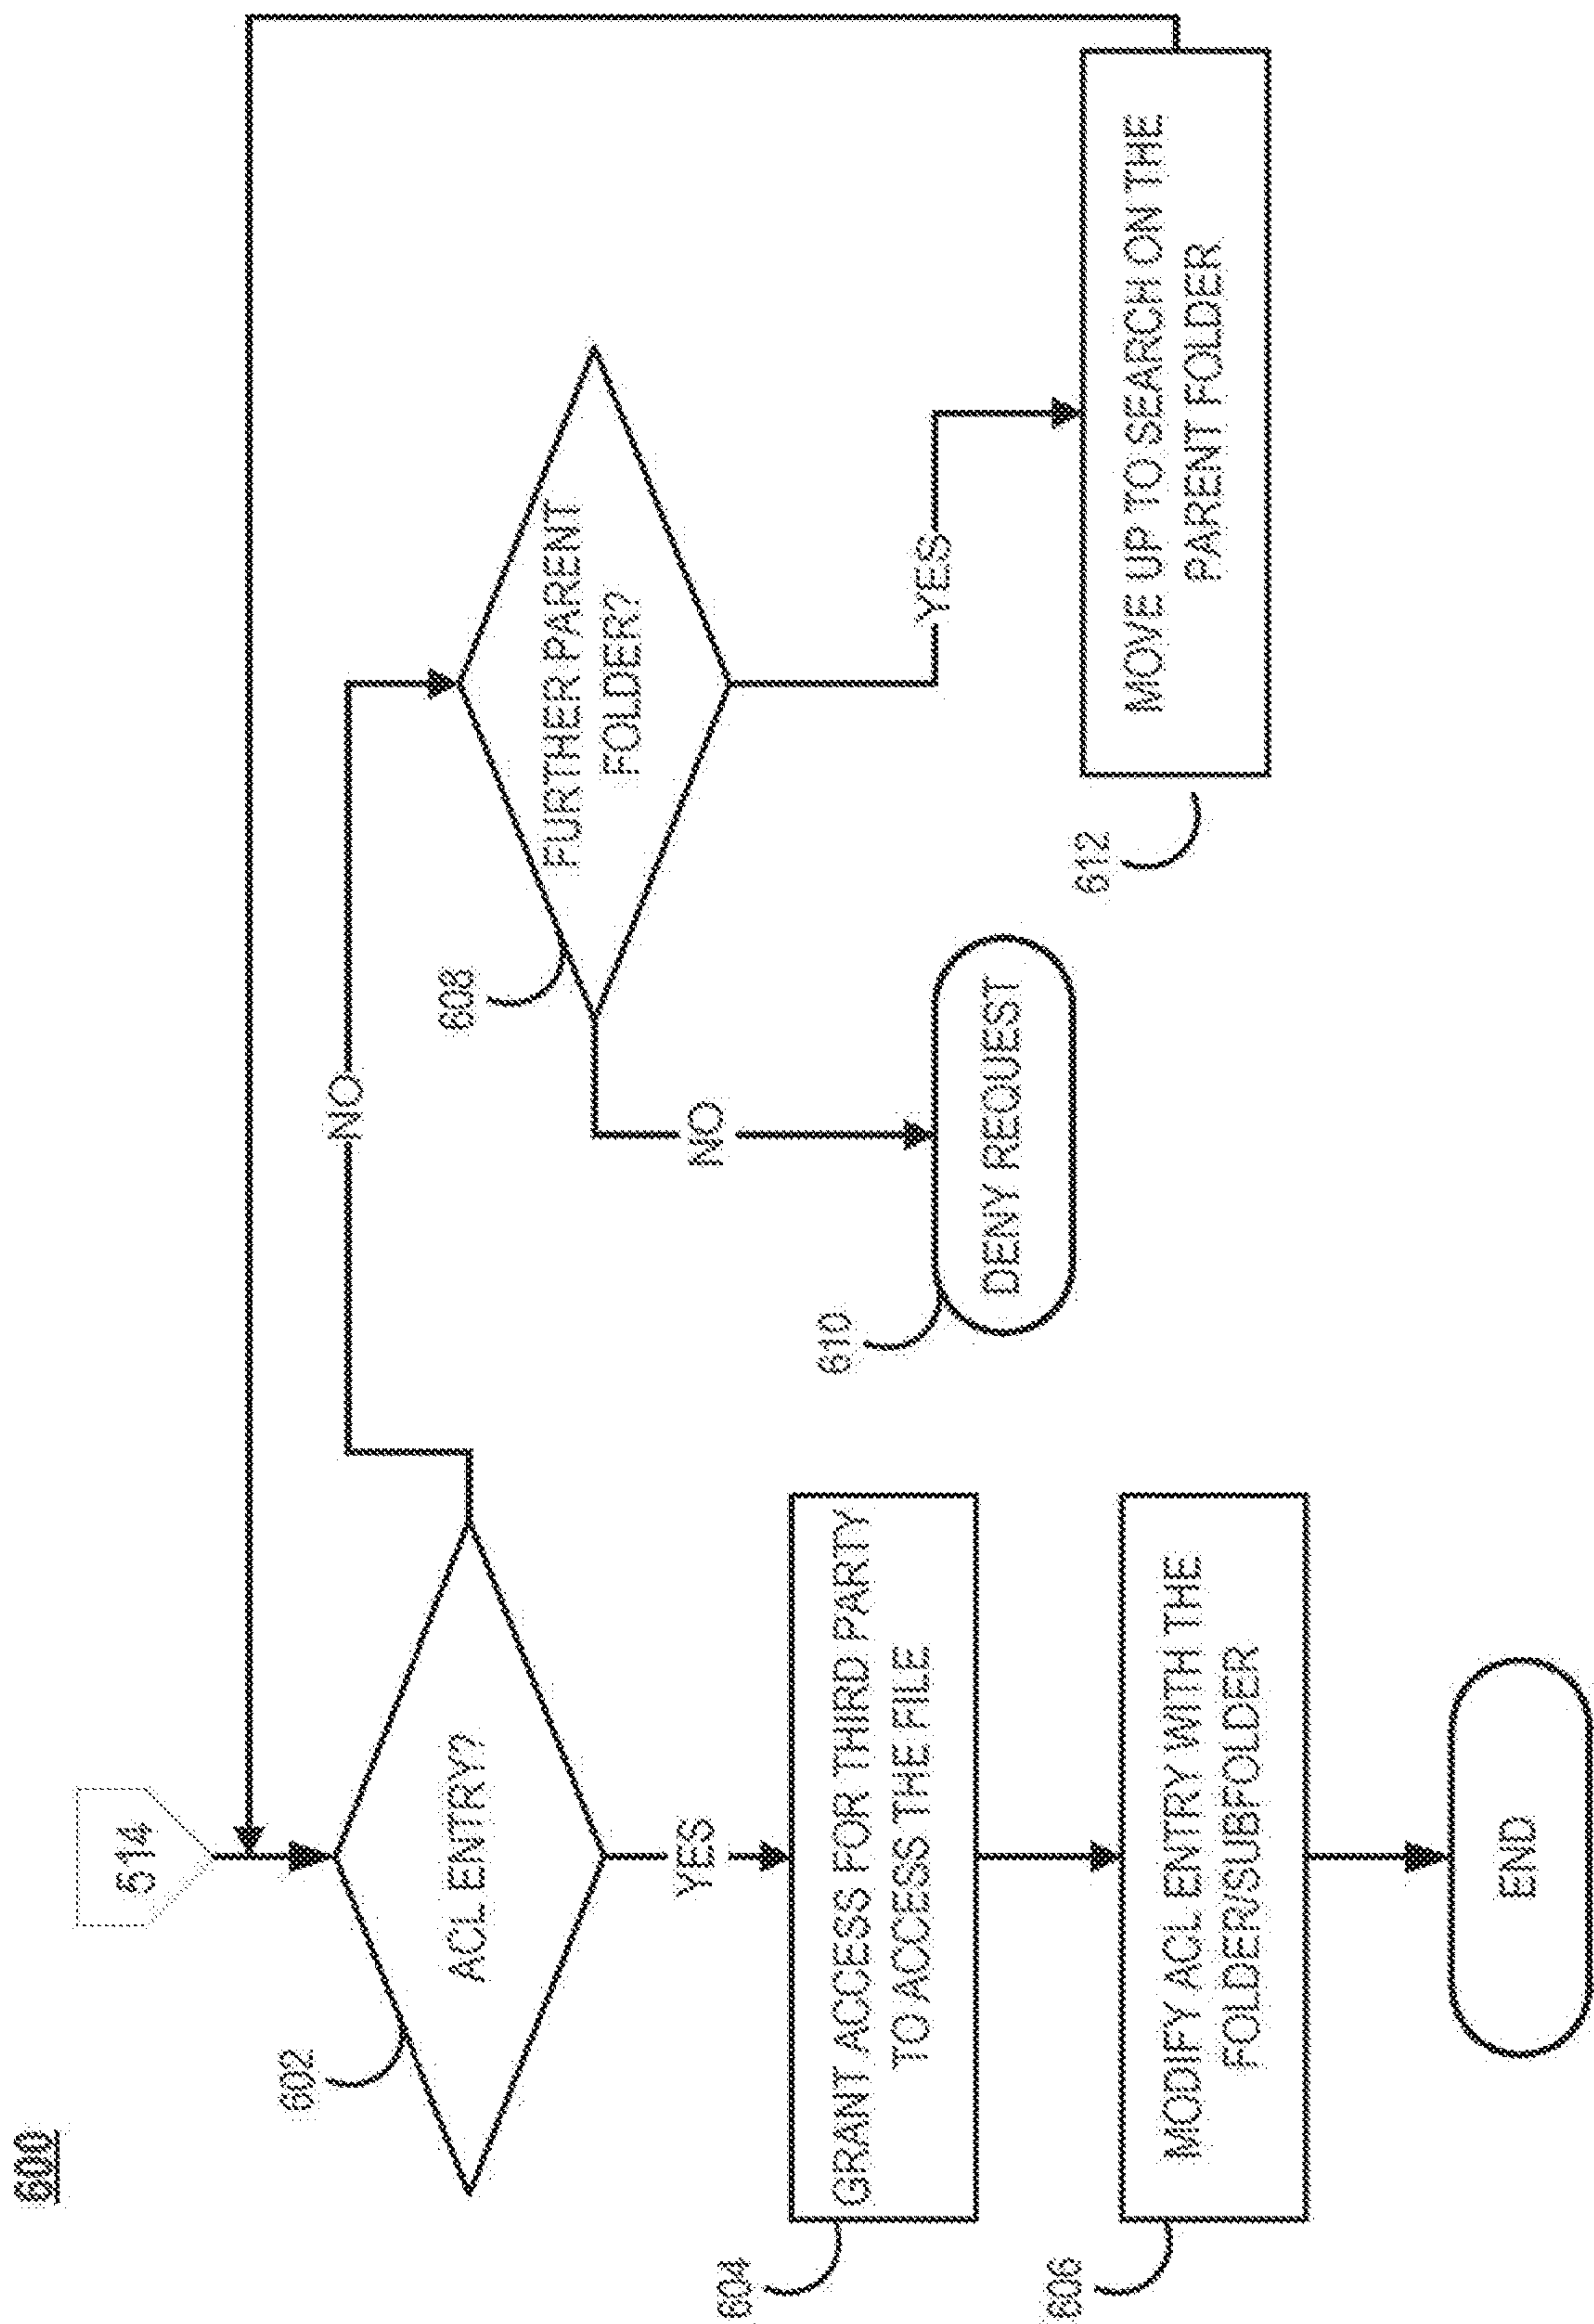 600
514
602
ACL ENTRY?
NO
YES
604
GRANT ACCESS FOR THIRD PARTY
TO ACCESS THE FILE
606
MODIFY ACL ENTRY WITH THE
FOLDER/SUBFOLDER
END
608
FURTHER PARENT
FOLDER?
NO
YES
610
DENY REQUEST
612
MOVE UP TO SEARCH ON THE
PARENT FOLDER